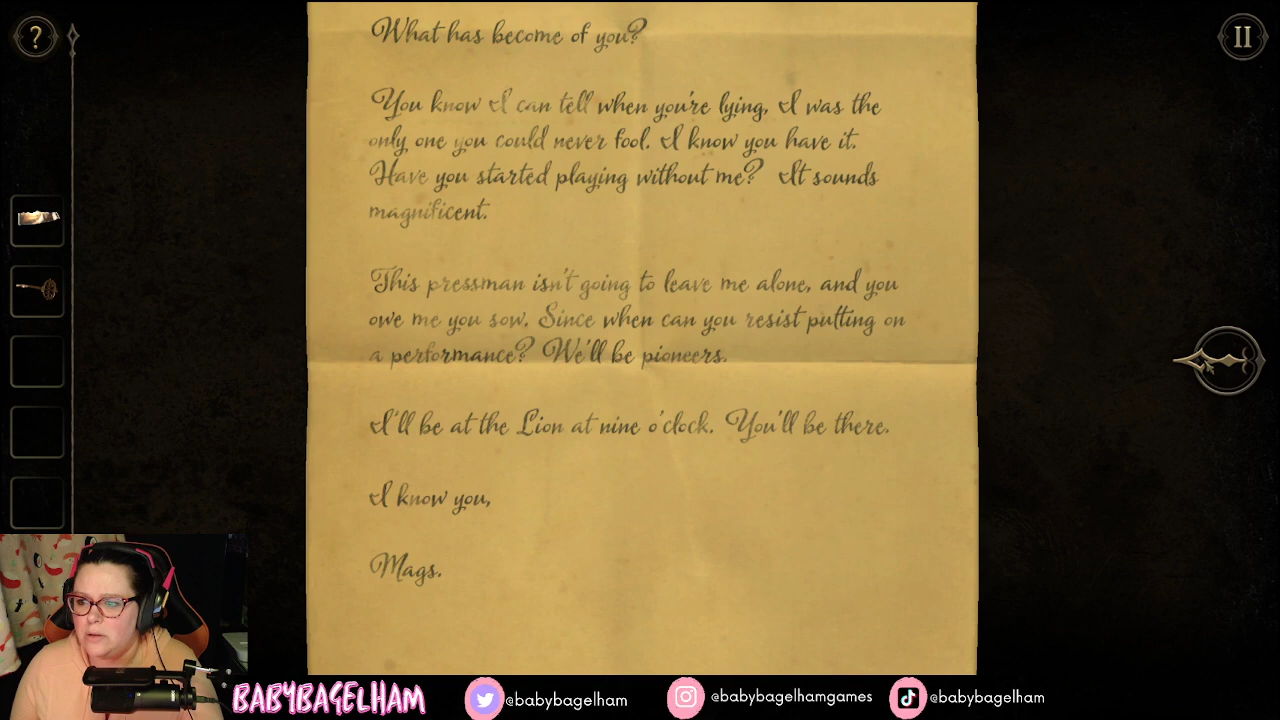 What has become of you?
You know I can tell when you're lying, I was the
only one you could never fool. I know you have it.
Have you started playing without me? It sounds
magnificent.
This pressman isn't going to leave me alone, and you
owe me you sow. Since when can you resist putting on
a performance? We'll be pioneers.
I'll be at the Lion at nine o'clock. You'll be there.
I know you,
Mags.
?
BABYBAGELHAM
@babybagelham
@babybagelhamgames
@babybagelham